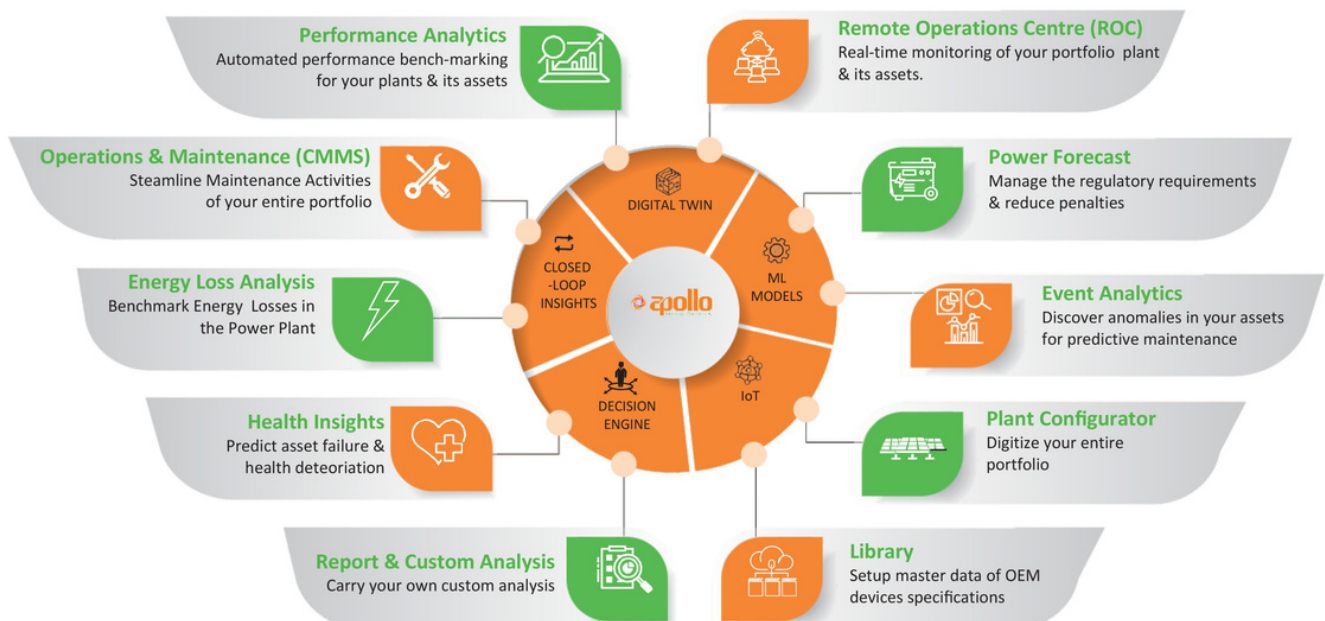 Performance Analytics
Automated performance bench-marking
for your plants & its assets
Remote Operations Centre (ROC)
Real-time monitoring of your portfolio plant
& its assets.
Operations & Maintenance (CMMS)
Steamline Maintenance Activities
of your entire portfolio
Power Forecast
Manage the regulatory requirements
& reduce penalties
Energy Loss Analysis
Benchmark Energy Losses in
the Power Plant
Event Analytics
Discover anomalies in your assets
for predictive maintenance
Health Insights
Predict asset failure &
health deteoriation
Plant Configurator
Digitize your entire
portfolio
Report & Custom Analysis
Carry your own custom analysis
Library
Setup master data of OEM
devices specifications
DIGITAL TWIN
CLOSED
-LOOP
INSIGHTS
ML
MODELS
apollo
DECISION
ENGINE
IoT